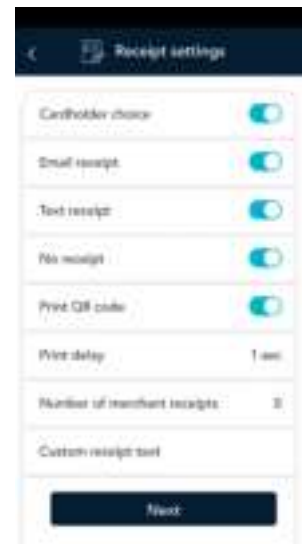 Receipt settings
Cardholder choice
Email receipt
Text receipt
No receipt
Print QR code
Print delay 1 sec
Number of merchant receipts
Custom receipt text
Next